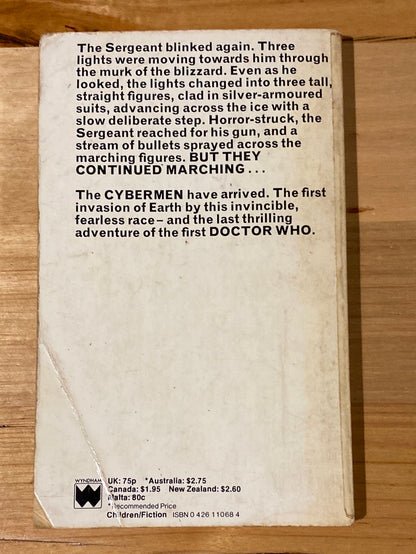 The Sergeant blinked again. Three
lights were moving towards him through
the murk of the blizzard. Even as he
looked, the lights changed into three tall,
straight figures, clad in silver-armoured
suits, advancing across the ice with a
slow deliberate step. Horror-struck, the
Sergeant reached for his gun, and a
stream of bullets sprayed across the
marching figures. BUT THEY
CONTINUED MARCHING . . .
The CYBERMEN have arrived. The first
invasion of Earth by this invincible,
fearless race – and the last thrilling
adventure of the first DOCTOR WHO.
WYNDHAM
UK: 75p *Australia: $2.75
Canada: $1.95 New Zealand: $2.60
Malta: 80c
*Recommended Price
Children/Fiction ISBN 0 426 11068 4